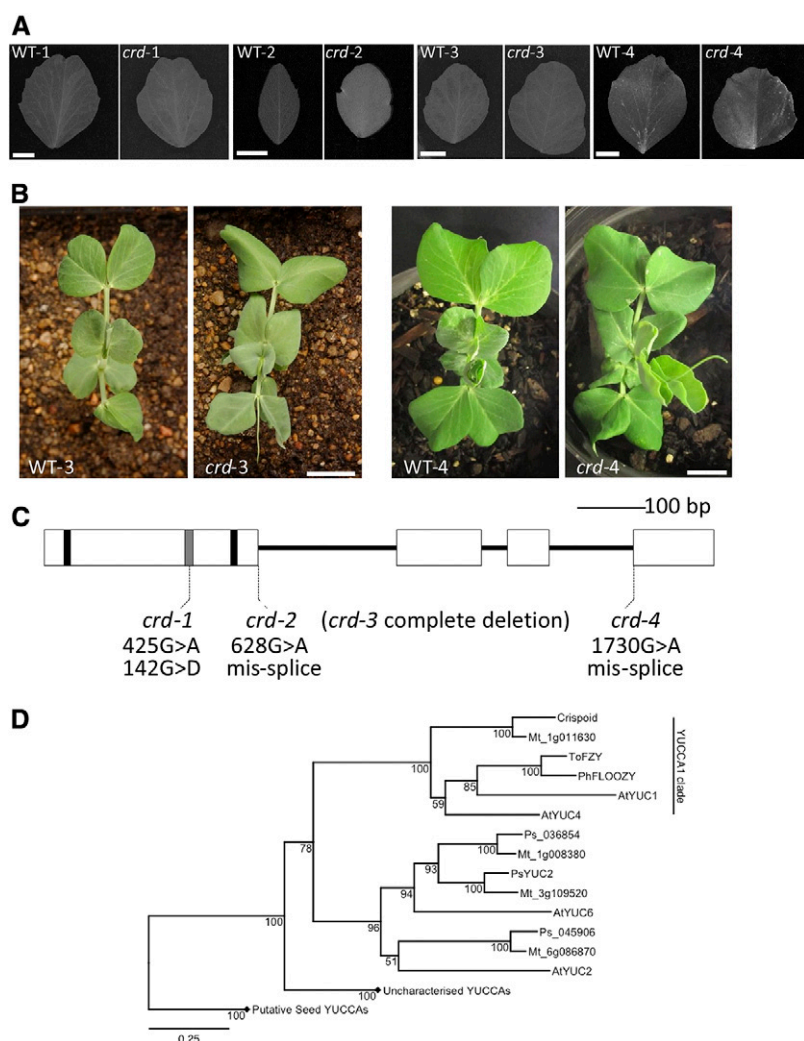 A
WT-1
crd-1
WT-2
crd-2
WT-3
crd-3
WT-4
crd-4
B
WT-3
crd-3
WT-4
crd-4
C
100 bp
crd-1
425G>A
142G>D
crd-2
628G>A
mis-splice
(crd-3 complete deletion)
crd-4
1730G>A
mis-splice
D
Crispoid
100
Mt_1g011630
ToFZY
100
PhFLOOZY
100
85
AtYUC1
59
AtYUC4
YUCCA1 clade
78
Ps_036854
100
Mt_1g008380
93
PsYUC2
100
Mt_3g109520
94
AtYUC6
100
96
Ps_045906
100
Mt_6g086870
51
AtYUC2
100
Uncharacterised YUCCAs
100
Putative Seed YUCCAs
0.25